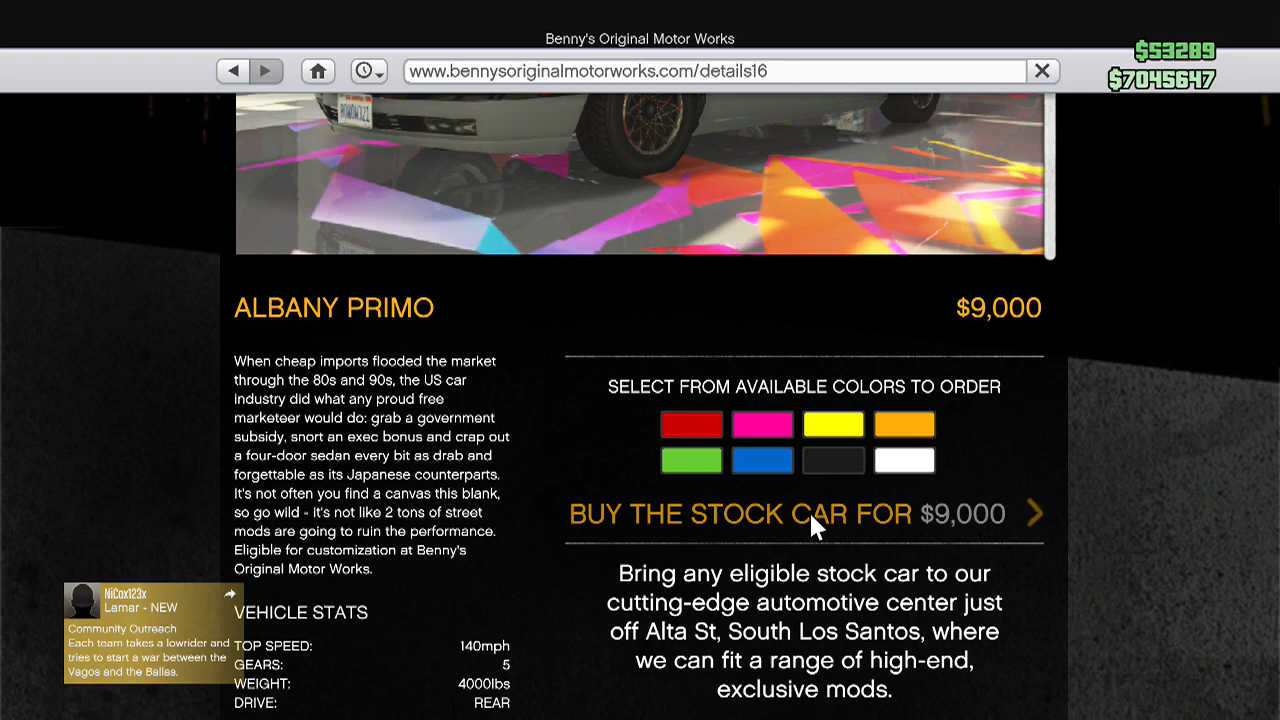 Benny's Original Motor Works
$53289
www.bennysoriginalmotorworks.com/details16
$7045647
ALBANY PRIMO
$9,000
When cheap imports flooded the market
through the 80s and 90s, the US car
industry did what any proud free
marketeer would do: grab a government
subsidy, snort an exec bonus and crap out
a four-door sedan every bit as drab and
forgettable as its Japanese counterparts.
It's not often you find a canvas this blank,
so go wild - it's not like 2 tons of street
mods are going to ruin the performance.
Eligible for customization at Benny's
Original Motor Works.
SELECT FROM AVAILABLE COLORS TO ORDER
BUY THE STOCK CAR FOR $9,000
Bring any eligible stock car to our
cutting-edge automotive center just
off Alta St, South Los Santos, where
we can fit a range of high-end,
exclusive mods.
NiCox123x
Lamar - NEW
Community Outreach
Each team takes a lowrider and
tries to start a war between the
Vagos and the Ballas.
VEHICLE STATS
TOP SPEED: 140mph
GEARS: 5
WEIGHT: 4000lbs
DRIVE: REAR